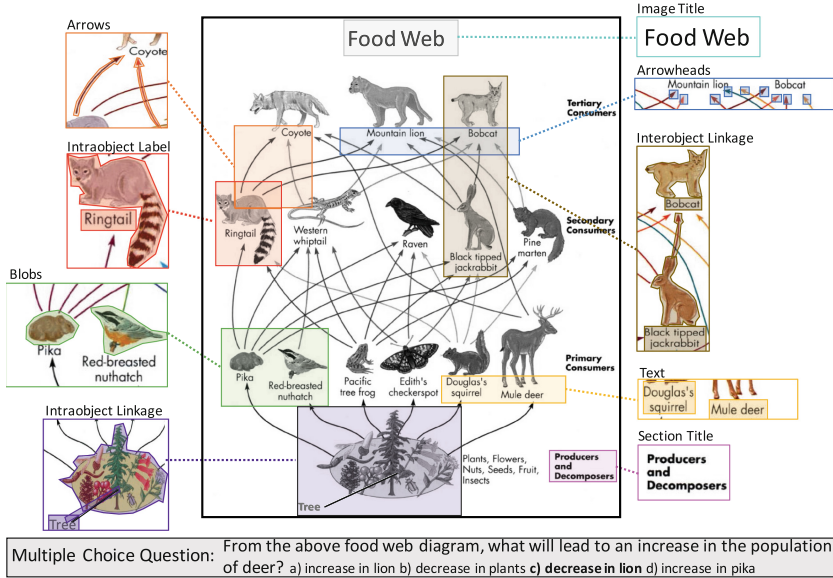 Arrows
Coyote
Intraobject Label
Ringtail
Blobs
Pika
Red-breasted
nuthatch
Intraobject Linkage
Tree
Food Web
Coyote
Mountain lion
Bobcat
Tertiary
Consumers
Ringtail
Western
whiptail
Raven
Black tipped
jackrabbit
Pine
marten
Secondary
Consumers
Pika
Red-breasted
nuthatch
Pacific
tree frog
Edith's
checkerspot
Douglas's
squirrel
Mule deer
Primary
Consumers
Tree
Plants, Flowers,
Nuts, Seeds, Fruit,
Insects
Producers
and
Decomposers
Image Title
Food Web
Arrowheads
Mountain lion
Bobcat
Interobject Linkage
Bobcat
Black tipped
jackrabbit
Text
Douglas's
squirrel
Mule deer
Section Title
Producers
and
Decomposers
Multiple Choice Question: From the above food web diagram, what will lead to an increase in the population
of deer? a) increase in lion b) decrease in plants c) decrease in lion d) increase in pika